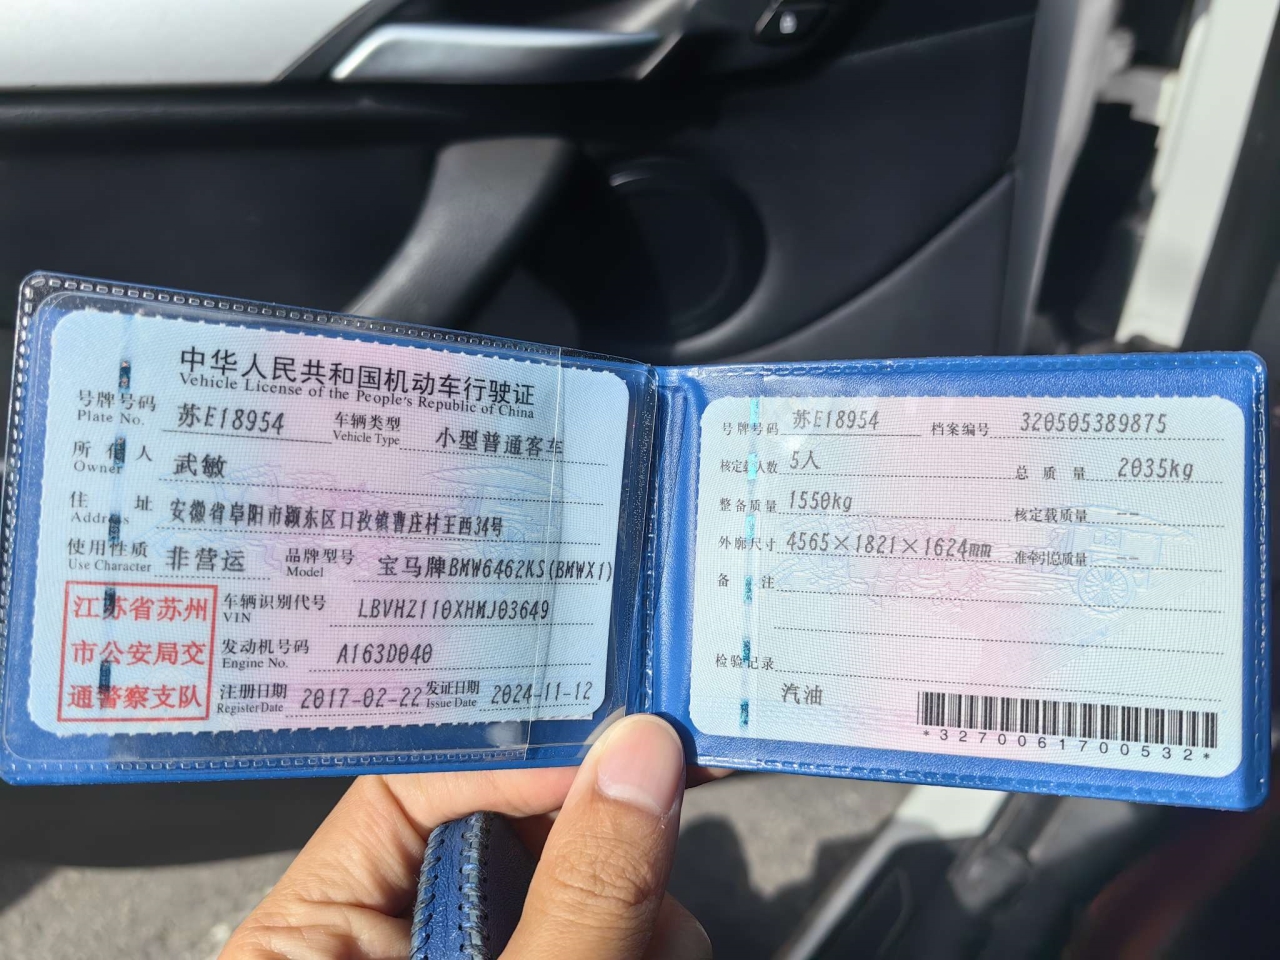 中华人民共和国机动车行驶证
Vehicle License of the People's Republic of China
号牌号码 苏E18954 车辆类型 小型普通客车
Plate No. Vehicle Type
所有人 武敏
Owner
住址 安徽省阜阳市颍东区口孜镇曹庄村王西34号
Address
使用性质 非营运 品牌型号 宝马牌BMW6462KS(BMWX1)
Use Character Model
江苏省苏州
市公安局交
通警察支队
车辆识别代号 LBVHZ110XHMJ03649
VIN
发动机号码 A163D040
Engine No.
注册日期 2017-02-22 发证日期 2024-11-12
Register Date Issue Date
号牌号码 苏E18954 档案编号 320505389875
核定载人数 5人 总质量 2035kg
整备质量 1550kg 核定载质量 --
外廓尺寸 4565×1821×1624mm 准牵引总质量 --
备注
检验记录
汽油
*3270061700532*